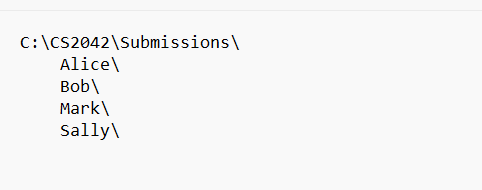 C:\CS2042\Submissions\
    Alice\
    Bob\
    Mark\
    Sally\